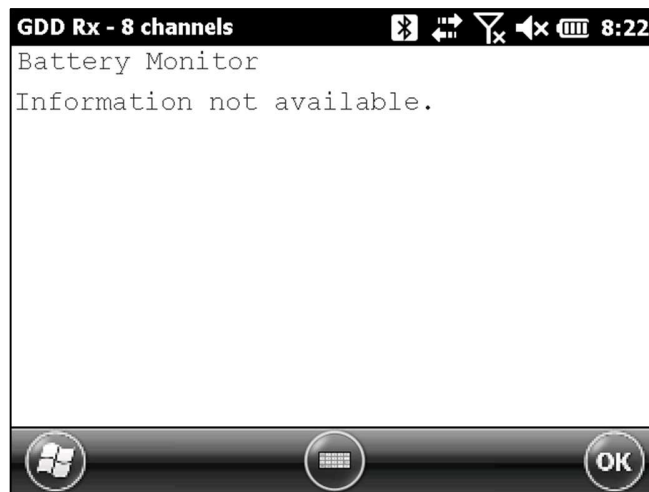 GDD Rx - 8 channels 8:22
Battery Monitor
Information not available.
OK